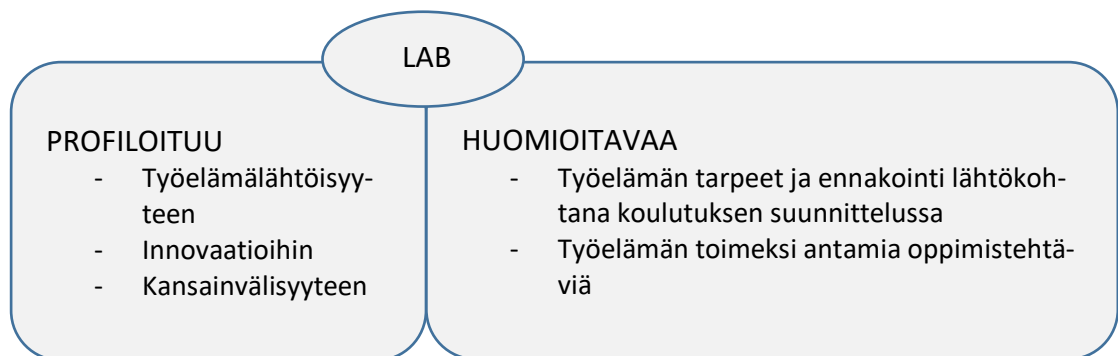 LAB
PROFILOITUU
- Työelämälähtöisyy-
teen
- Innovaatioihin
- Kansainvälisyyteen
HUOMIOITAVAA
- Työelämän tarpeet ja ennakointi lähtökoh-
tana koulutuksen suunnittelussa
- Työelämän toimeksi antamia oppimistehtä-
viä